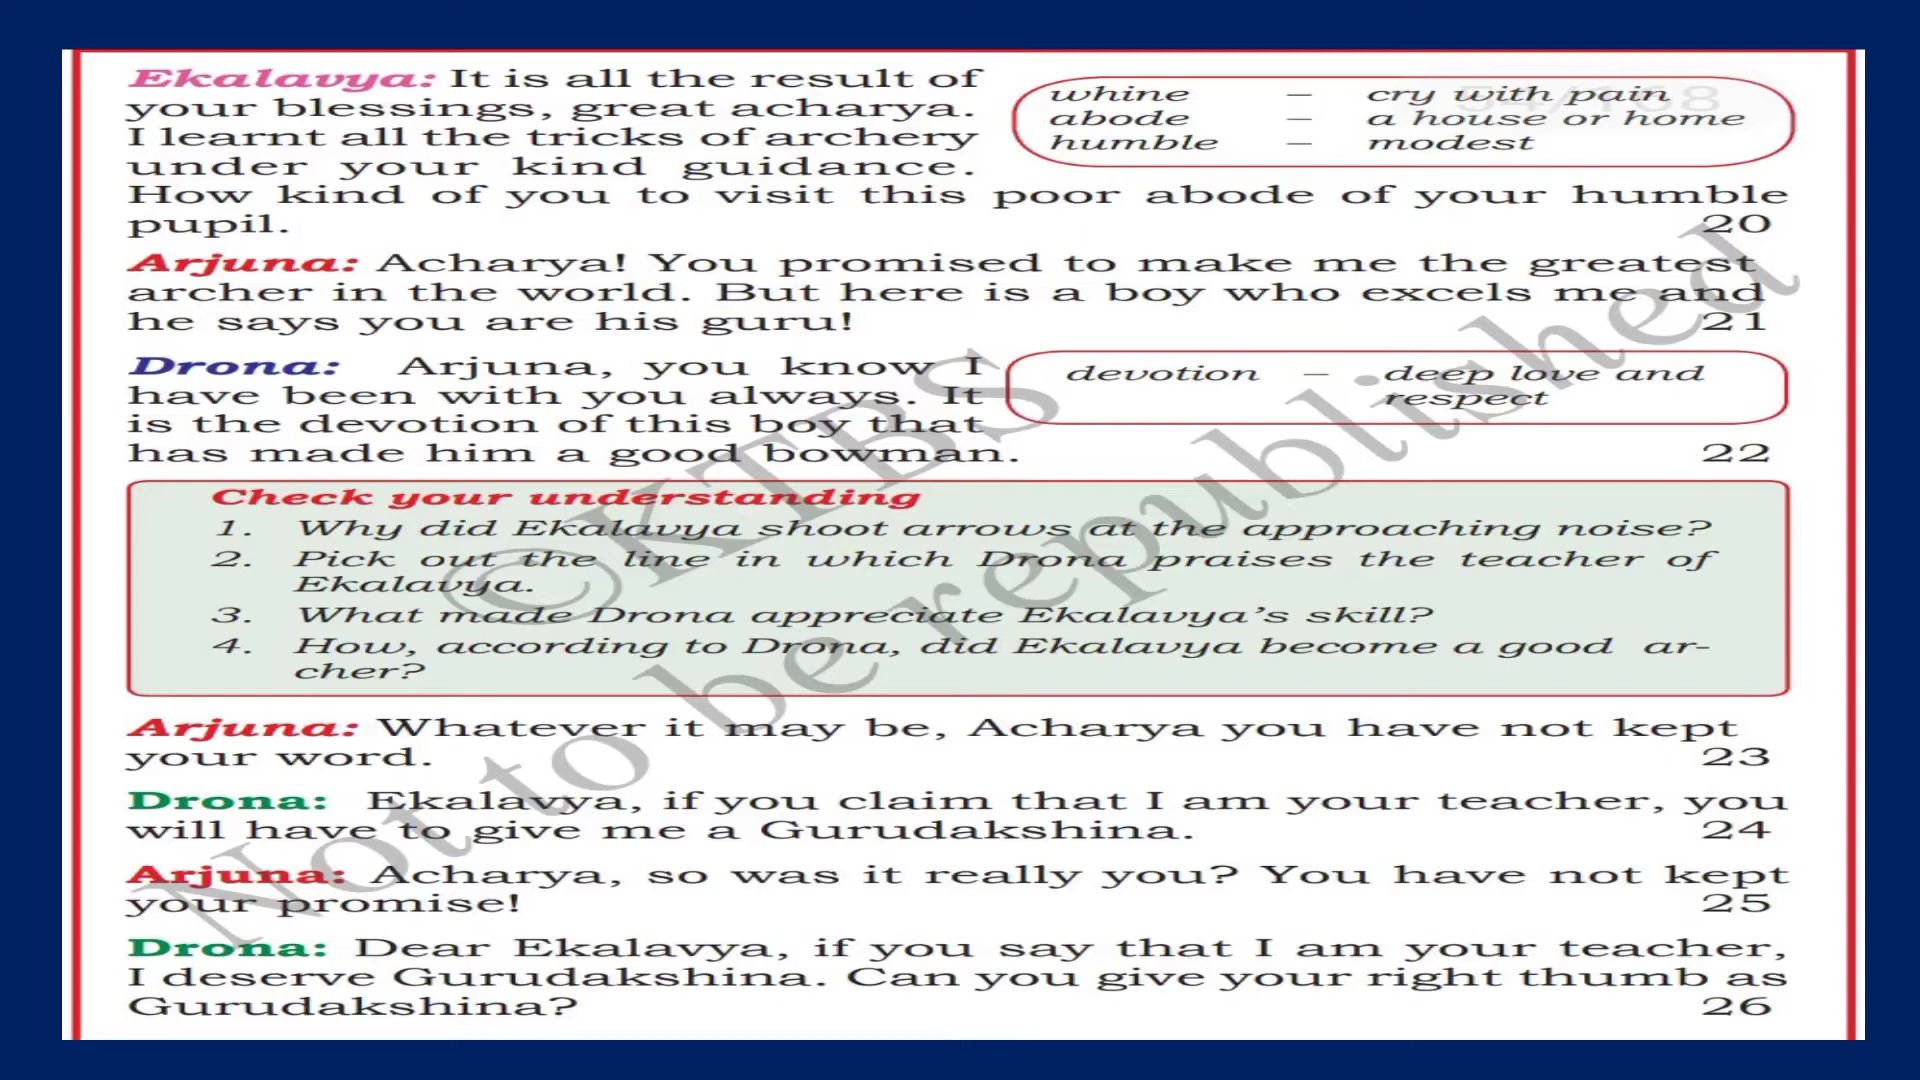 Ekalavya: It is all the result of
your blessings, great acharya.
I learnt all the tricks of archery
under your kind guidance.
whine – cry with pain
abode – a house or home
humble – modest
54/168
How kind of you to visit this poor abode of your humble
pupil. 20
Arjuna: Acharya! You promised to make me the greatest
archer in the world. But here is a boy who excels me and
he says you are his guru! 21
Drona: Arjuna, you know I
have been with you always. It
is the devotion of this boy that
has made him a good bowman. 22
devotion – deep love and
respect
Check your understanding
1. Why did Ekalavya shoot arrows at the approaching noise?
2. Pick out the line in which Drona praises the teacher of
Ekalavya.
3. What made Drona appreciate Ekalavya's skill?
4. How, according to Drona, did Ekalavya become a good ar-
cher?
Arjuna: Whatever it may be, Acharya you have not kept
your word. 23
Drona: Ekalavya, if you claim that I am your teacher, you
will have to give me a Gurudakshina. 24
Arjuna: Acharya, so was it really you? You have not kept
your promise! 25
Drona: Dear Ekalavya, if you say that I am your teacher,
I deserve Gurudakshina. Can you give your right thumb as
Gurudakshina? 26
©KTBS
Not to be republished